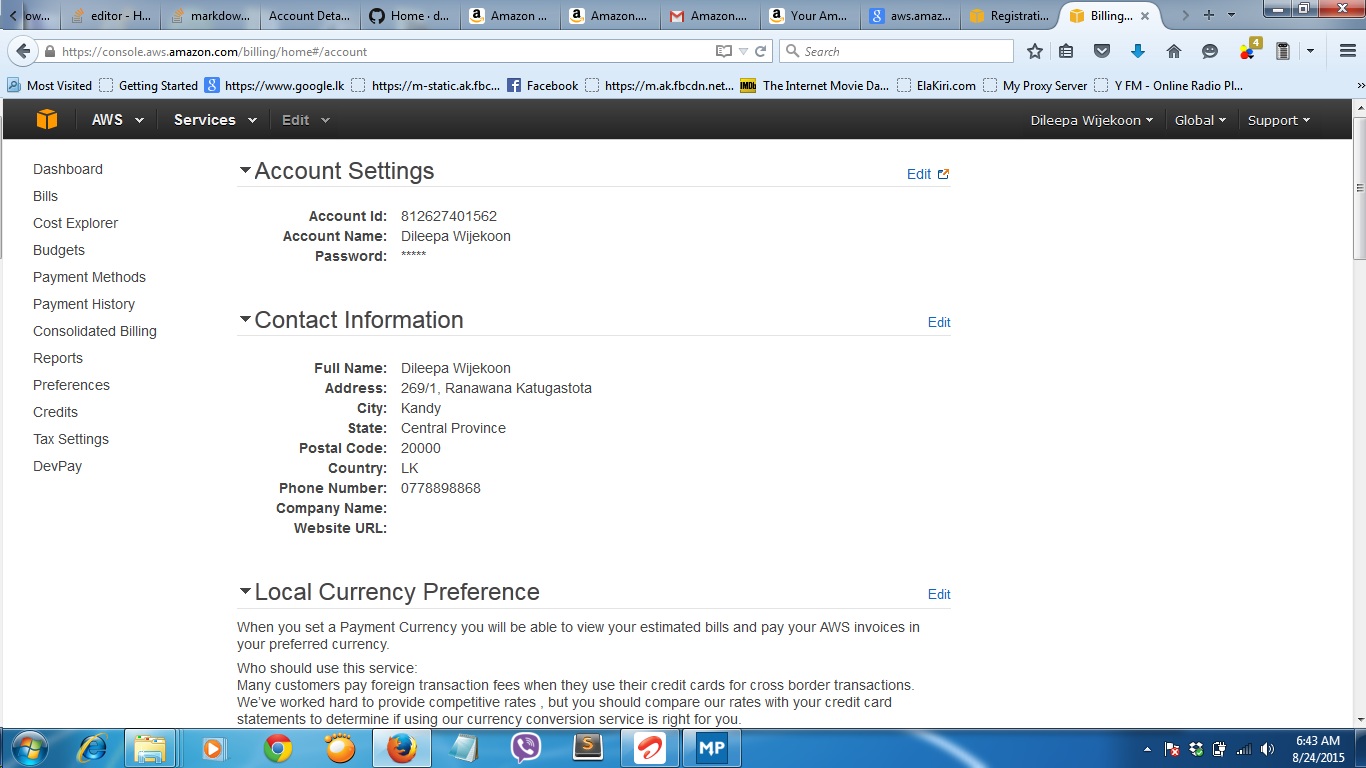 ow...
editor - H...
markdow...
Account Deta...
Home · d...
Amazon ...
Amazon....
Amazon....
Your Am...
aws.amaz...
Registrati...
Billing...
https://console.aws.amazon.com/billing/home#/account
Search
4
Most Visited
Getting Started
https://www.google.lk
https://m-static.ak.fbc...
Facebook
https://m.ak.fbcdn.net...
The Internet Movie Da...
ElaKiri.com
My Proxy Server
Y FM - Online Radio Pl...
AWS
Services
Edit
Dileepa Wijekoon
Global
Support
Dashboard
Bills
Cost Explorer
Budgets
Payment Methods
Payment History
Consolidated Billing
Reports
Preferences
Credits
Tax Settings
DevPay
Account Settings
Edit
Account Id: 812627401562
Account Name: Dileepa Wijekoon
Password: *****
Contact Information
Edit
Full Name: Dileepa Wijekoon
Address: 269/1, Ranawana Katugastota
City: Kandy
State: Central Province
Postal Code: 20000
Country: LK
Phone Number: 0778898868
Company Name:
Website URL:
Local Currency Preference
Edit
When you set a Payment Currency you will be able to view your estimated bills and pay your AWS invoices in
your preferred currency.
Who should use this service:
Many customers pay foreign transaction fees when they use their credit cards for cross border transactions.
We've worked hard to provide competitive rates , but you should compare our rates with your credit card
statements to determine if using our currency conversion service is right for you.
MP
6:43 AM
8/24/2015